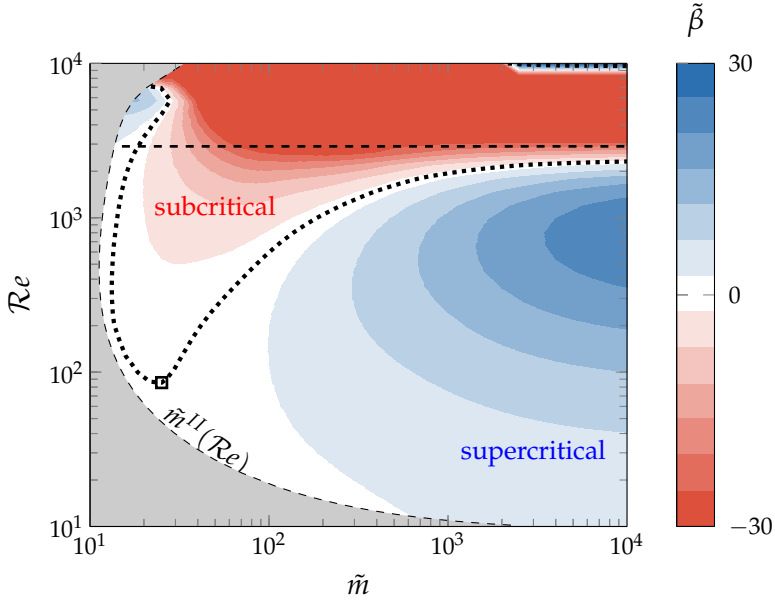 β̃
10⁴
30
10³
subcritical
ℛe
0
10²
m̃ᴵᴵ(ℛe)
supercritical
10¹
−30
10¹
10²
10³
10⁴
m̃